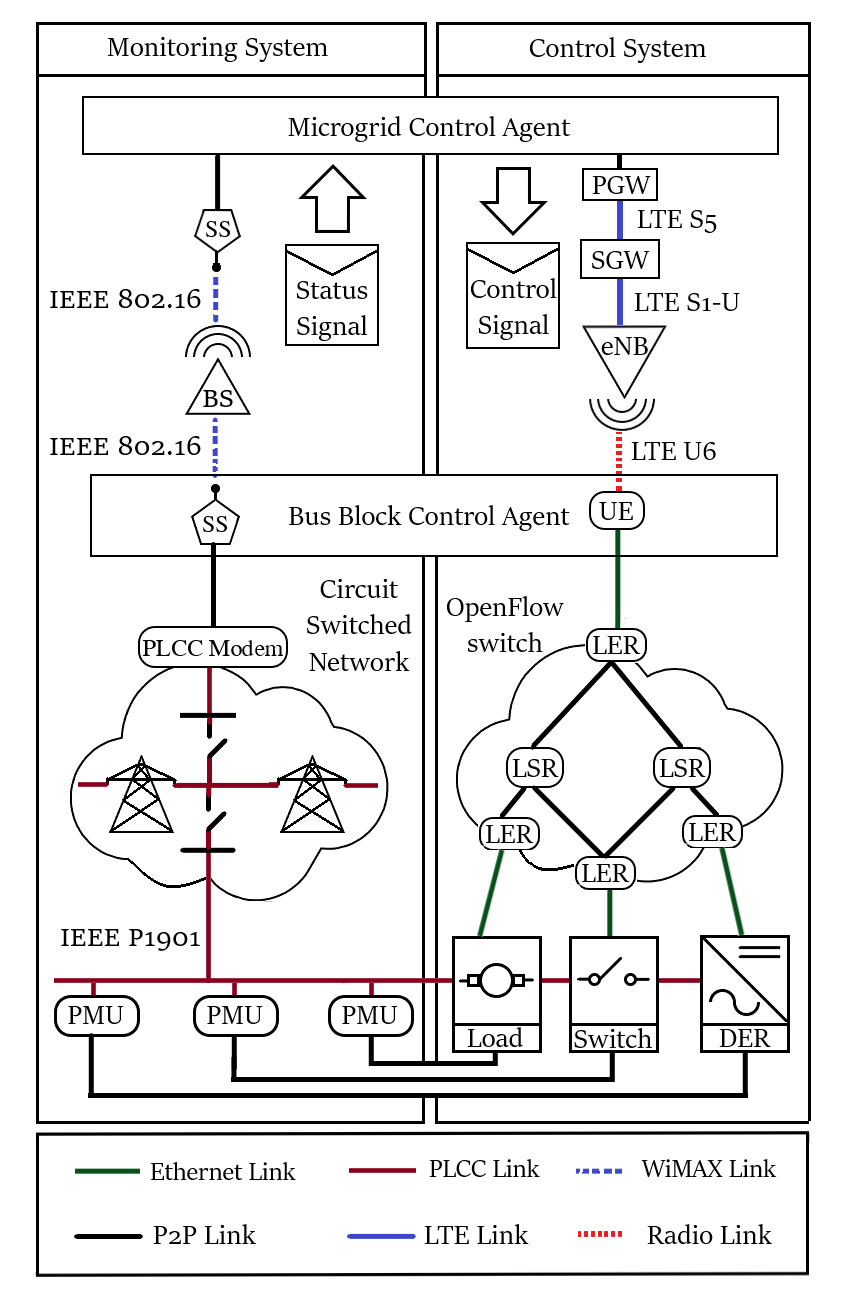 Monitoring System
Control System
Microgrid Control Agent
PGW
SS
LTE S5
SGW
IEEE 802.16
Status
Signal
Control
Signal
LTE S1-U
eNB
BS
IEEE 802.16
LTE U6
SS
Bus Block Control Agent
UE
Circuit
Switched
Network
OpenFlow
switch
PLCC Modem
LER
LSR
LSR
LER
LER
LER
IEEE P1901
PMU
PMU
PMU
Load
Switch
DER
Ethernet Link
PLCC Link
WiMAX Link
P2P Link
LTE Link
Radio Link